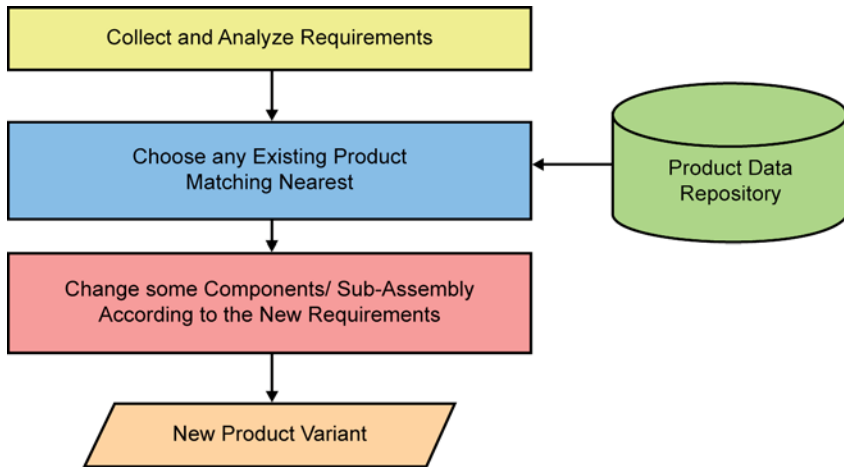 Collect and Analyze Requirements
Choose any Existing Product
Matching Nearest
Product Data
Repository
Change some Components/ Sub-Assembly
According to the New Requirements
New Product Variant